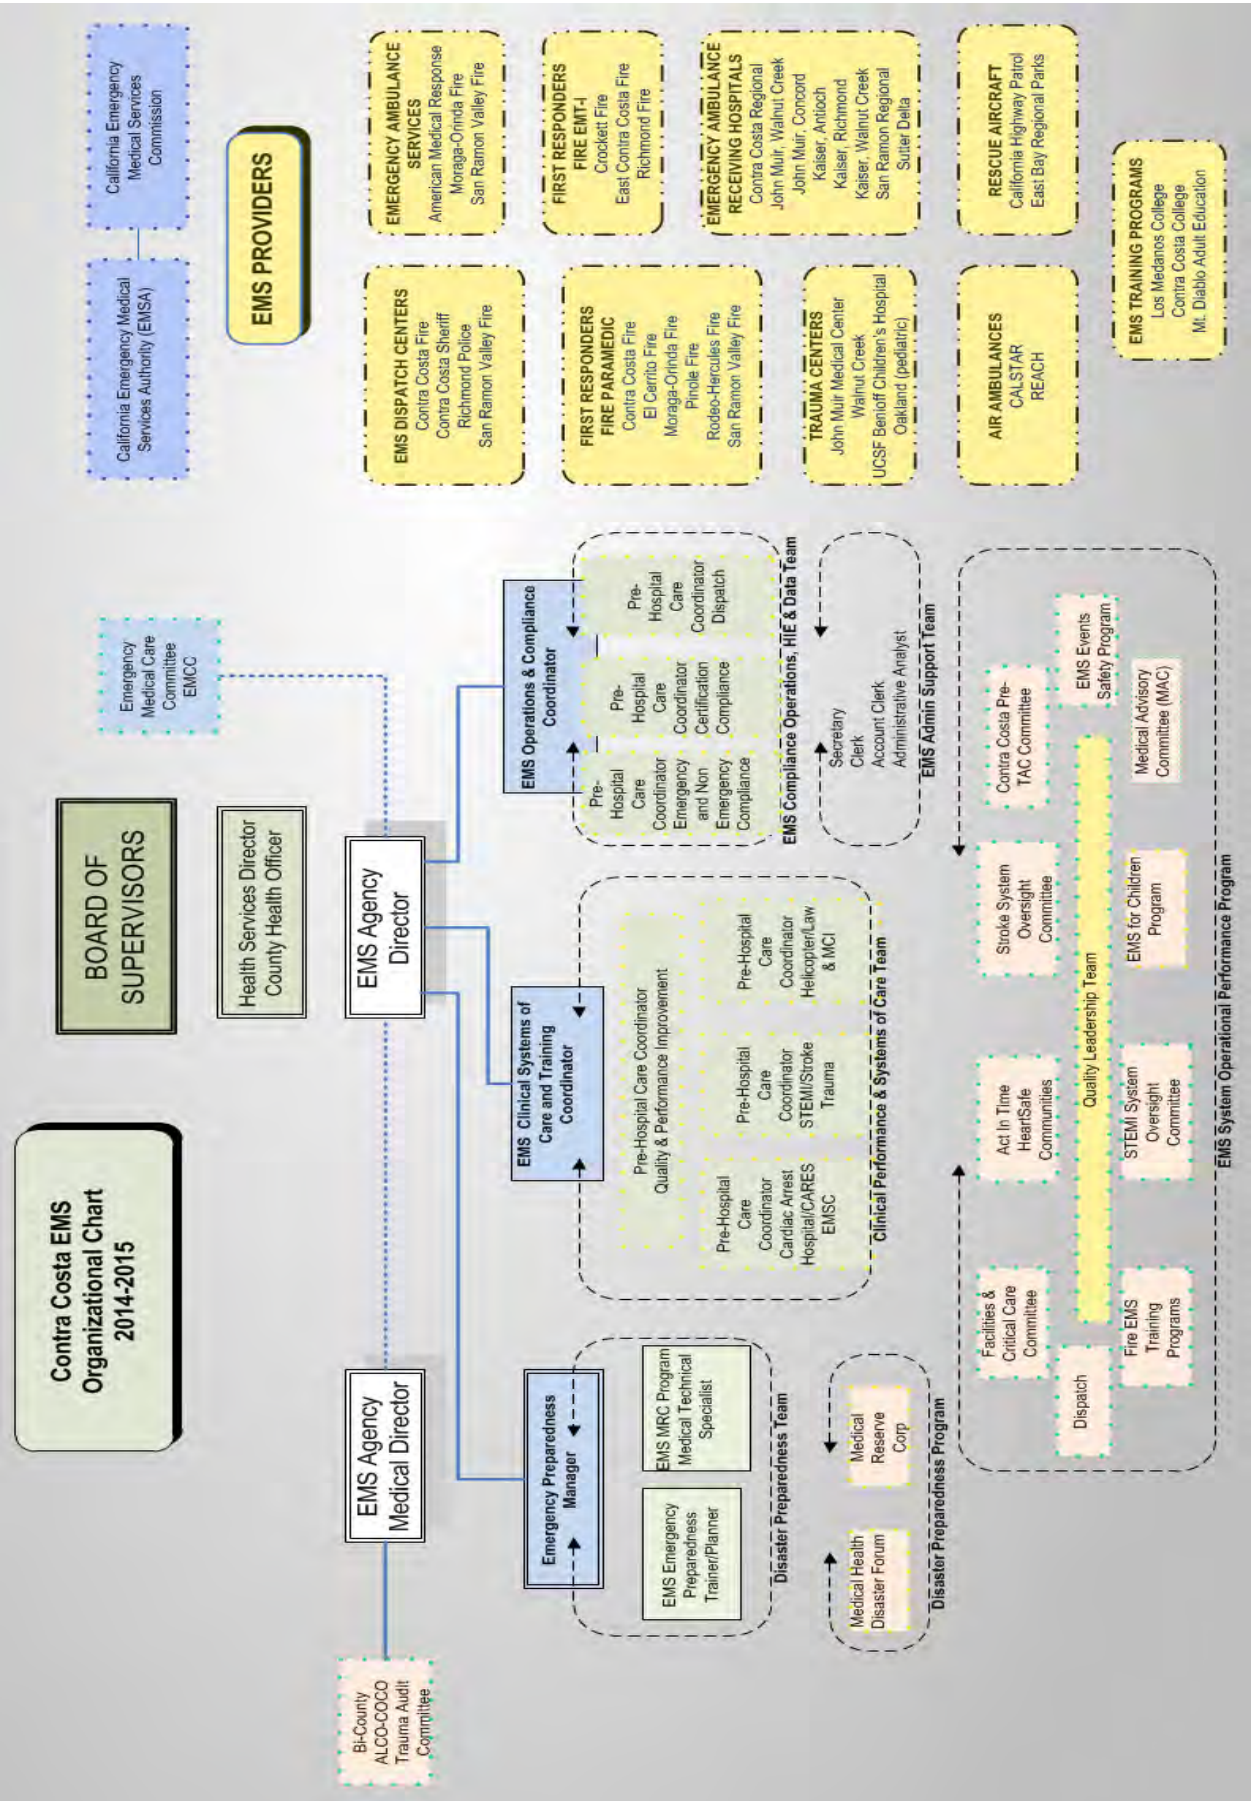 Contra Costa EMS
Organizational Chart
2014-2015
BOARD OF
SUPERVISORS
Health Services Director
County Health Officer
Emergency
Medical Care
Committee
EMCC
California Emergency Medical
Services Authority (EMSA)
California Emergency
Medical Services
Commission
Bi-County
ALCO-COCO
Trauma Audit
Committee
EMS Agency
Medical Director
EMS Agency
Director
Emergency Preparedness
Manager
EMS Emergency
Preparedness
Trainer/Planner
EMS MRC Program
Medical Technical
Specialist
Disaster Preparedness Team
Medical Health
Disaster Forum
Medical
Reserve
Corp
Disaster Preparedness Program
EMS Clinical Systems of
Care and Training
Coordinator
Pre-Hospital Care Coordinator
Quality & Performance Improvement
Pre-Hospital
Care
Coordinator
Cardiac Arrest
Hospital/CARES
EMSC
Pre-Hospital
Care
Coordinator
STEMI/Stroke
Trauma
Pre-Hospital
Care
Coordinator
Helicopter/Law
& MCI
Clinical Performance & Systems of Care Team
EMS Operations & Compliance
Coordinator
Pre-
Hospital
Care
Coordinator
Emergency
and Non
Emergency
Compliance
Pre-
Hospital
Care
Coordinator
Certification
Compliance
Pre-
Hospital
Care
Coordinator
Dispatch
EMS Compliance Operations, HIE & Data Team
Secretary
Clerk
Account Clerk
Administrative Analyst
EMS Admin Support Team
Facilities &
Critical Care
Committee
Act In Time
HeartSafe
Communities
Stroke System
Oversight
Committee
Contra Costa Pre-
TAC Committee
Dispatch
Quality Leadership Team
EMS Events
Safety Program
Fire EMS
Training
Programs
STEMI System
Oversight
Committee
EMS for Children
Program
Medical Advisory
Committee (MAC)
EMS System Operational Performance Program
EMS PROVIDERS
EMS DISPATCH CENTERS
Contra Costa Fire
Contra Costa Sheriff
Richmond Police
San Ramon Valley Fire
EMERGENCY AMBULANCE
SERVICES
American Medical Response
Moraga-Orinda Fire
San Ramon Valley Fire
FIRST RESPONDERS
FIRE PARAMEDIC
Contra Costa Fire
El Cerrito Fire
Moraga-Orinda Fire
Pinole Fire
Rodeo-Hercules Fire
San Ramon Valley Fire
FIRST RESPONDERS
FIRE EMT-I
Crockett Fire
East Contra Costa Fire
Richmond Fire
TRAUMA CENTERS
John Muir Medical Center
Walnut Creek
UCSF Benioff Children's Hospital
Oakland (pediatric)
EMERGENCY AMBULANCE
RECEIVING HOSPITALS
Contra Costa Regional
John Muir, Walnut Creek
John Muir, Concord
Kaiser, Antioch
Kaiser, Richmond
Kaiser, Walnut Creek
San Ramon Regional
Sutter Delta
AIR AMBULANCES
CALSTAR
REACH
RESCUE AIRCRAFT
California Highway Patrol
East Bay Regional Parks
EMS TRAINING PROGRAMS
Los Medanos College
Contra Costa College
Mt. Diablo Adult Education